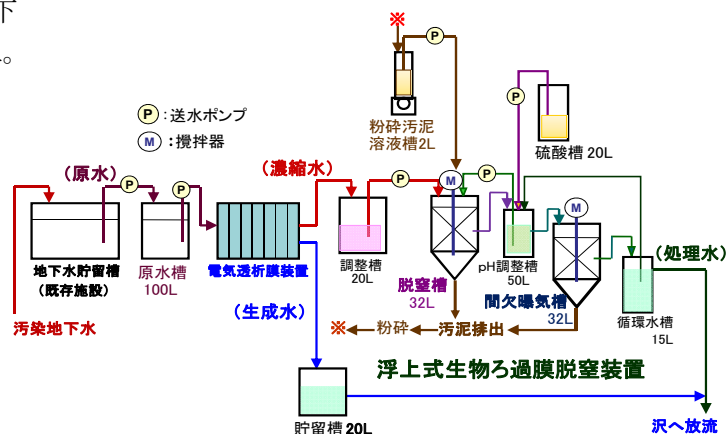 下
。
※
P
P：送水ポンプ
M：攪拌器
粉砕汚泥
溶液槽2L
P
硫酸槽 20L
（原水）
P
P
（濃縮水）
P
M
P
M
地下水貯留槽
（既存施設）
原水槽
100L
電気透析膜装置
調整槽
20L
脱窒槽
32L
pH調整槽
50L
間欠曝気槽
32L
（処理水）
循環水槽
15L
汚染地下水
（生成水）
※
粉砕
汚泥排出
浮上式生物ろ過膜脱窒装置
貯留槽20L
沢へ放流